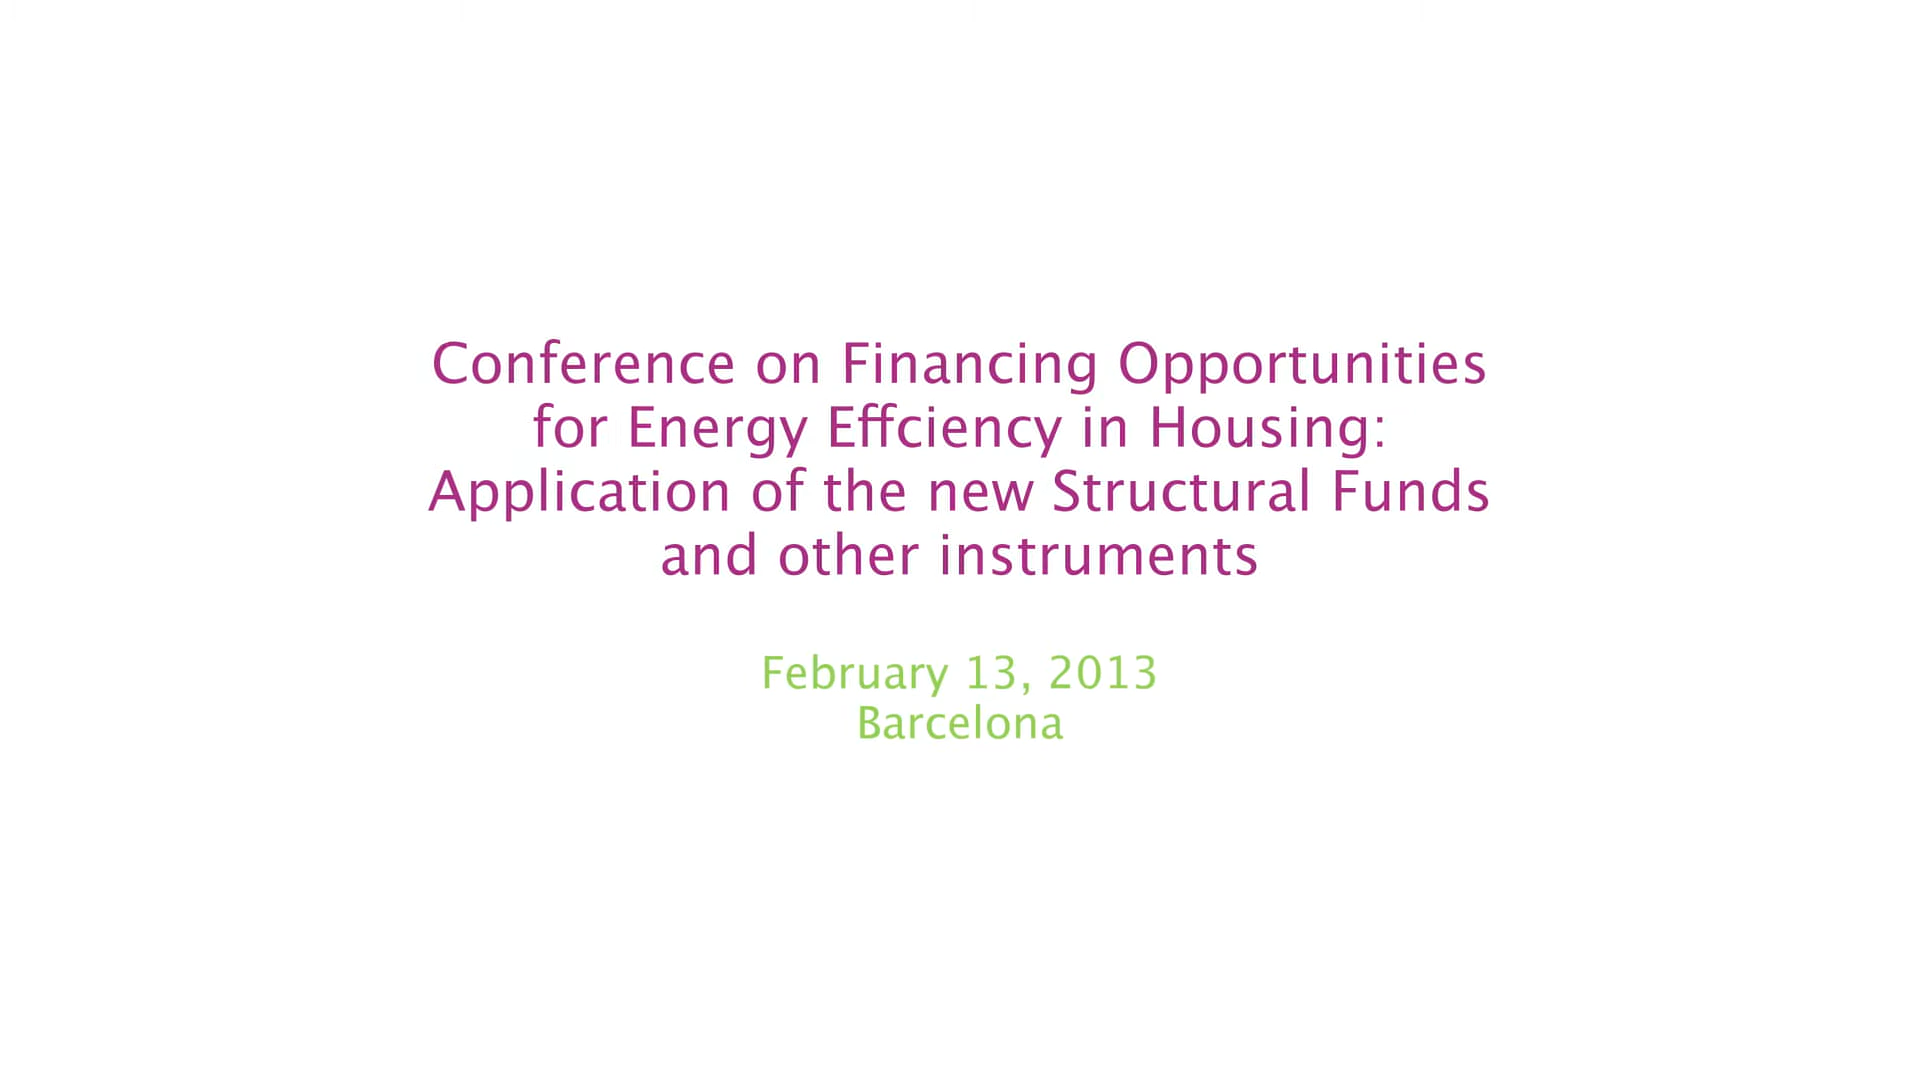 Conference on Financing Opportunities
for Energy Effciency in Housing:
Application of the new Structural Funds
and other instruments
February 13, 2013
Barcelona